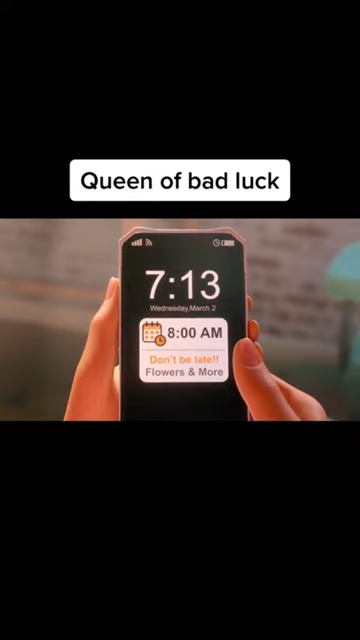 Queen of bad luck
7:13
Wednesday,March 2
8:00 AM
Don't be late!!
Flowers & More